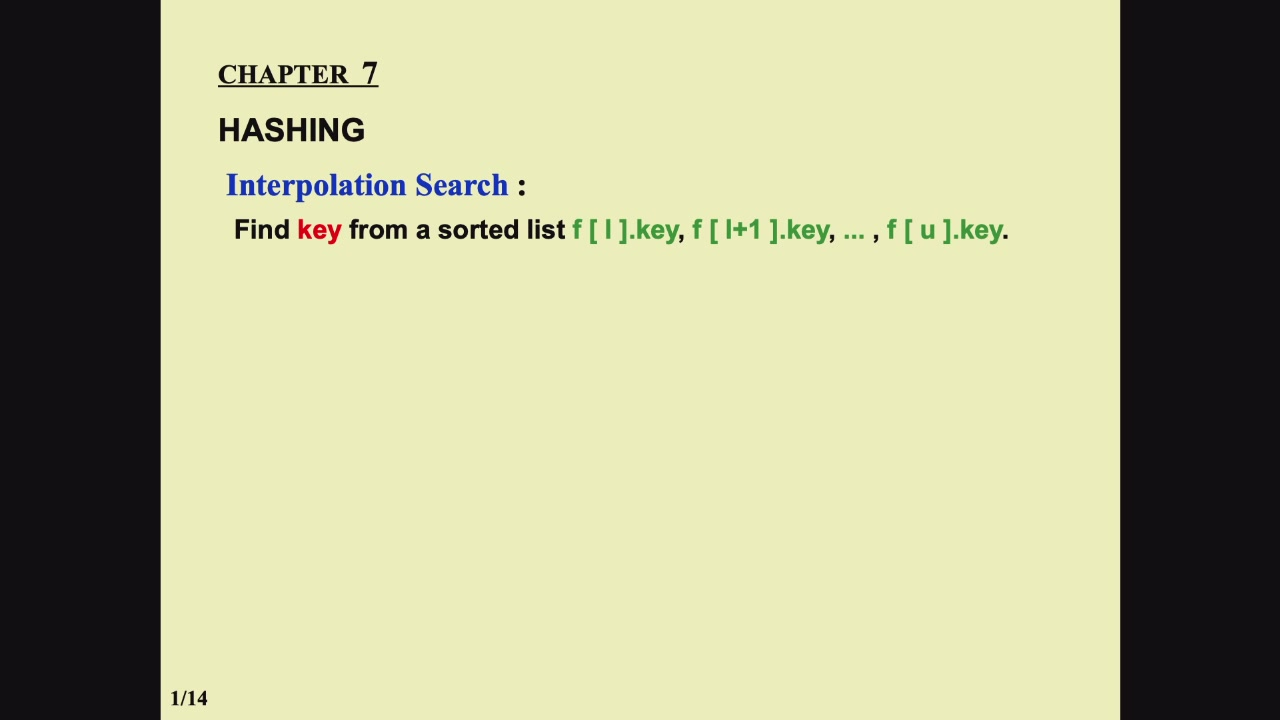 CHAPTER 7
HASHING
Interpolation Search :
Find key from a sorted list f [ l ].key, f [ l+1 ].key, ... , f [ u ].key.
1/14